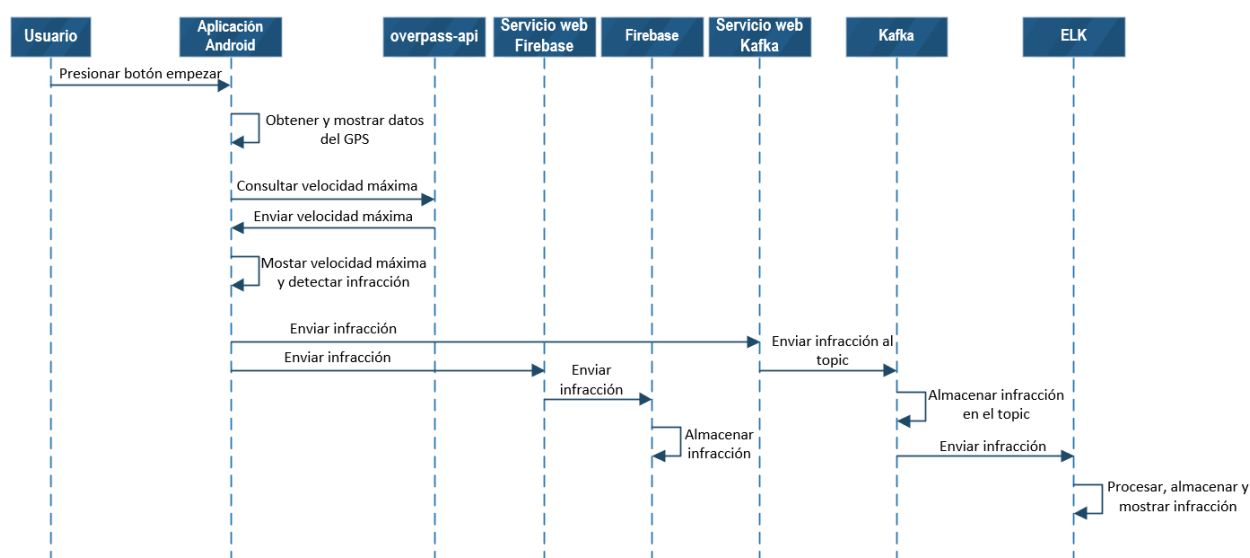 Usuario
Aplicación
Android
overpass-api
Servicio web
Firebase
Firebase
Servicio web
Kafka
Kafka
ELK
Presionar botón empezar
Obtener y mostrar datos
del GPS
Consultar velocidad máxima
Enviar velocidad máxima
Mostar velocidad máxima
y detectar infracción
Enviar infracción
Enviar infracción al
topic
Enviar infracción
Enviar
infracción
Almacenar infracción
en el topic
Almacenar
infracción
Enviar infracción
Procesar, almacenar y
mostrar infracción